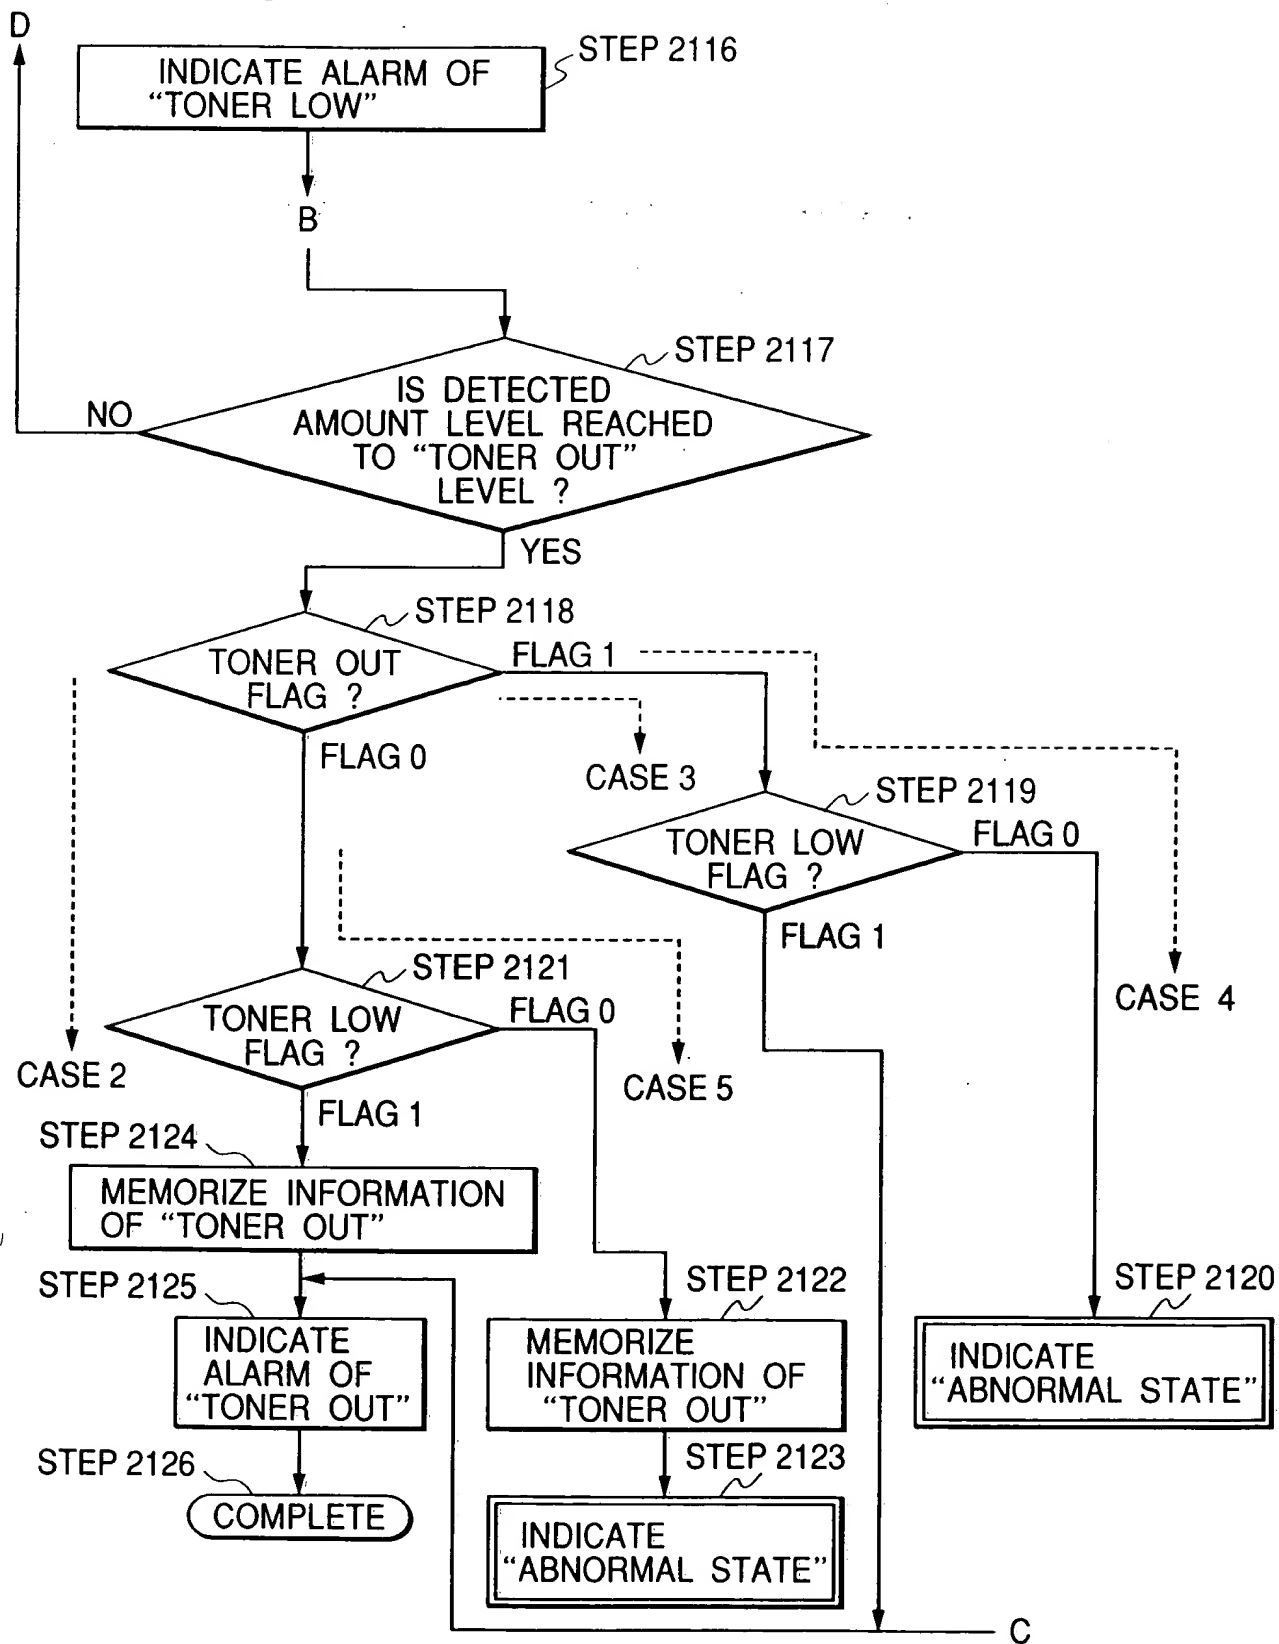 D
STEP 2116
INDICATE ALARM OF
“TONER LOW”
B
STEP 2117
IS DETECTED
AMOUNT LEVEL REACHED
TO “TONER OUT”
LEVEL ?
NO
YES
STEP 2118
TONER OUT
FLAG ?
FLAG 1
FLAG 0
CASE 3
STEP 2119
TONER LOW
FLAG ?
FLAG 0
FLAG 1
CASE 4
STEP 2121
TONER LOW
FLAG ?
FLAG 0
FLAG 1
CASE 2
CASE 5
STEP 2124
MEMORIZE INFORMATION
OF “TONER OUT”
STEP 2125
INDICATE
ALARM OF
“TONER OUT”
STEP 2126
COMPLETE
STEP 2122
MEMORIZE
INFORMATION OF
“TONER OUT”
STEP 2123
INDICATE
“ABNORMAL STATE”
STEP 2120
INDICATE
“ABNORMAL STATE”
C